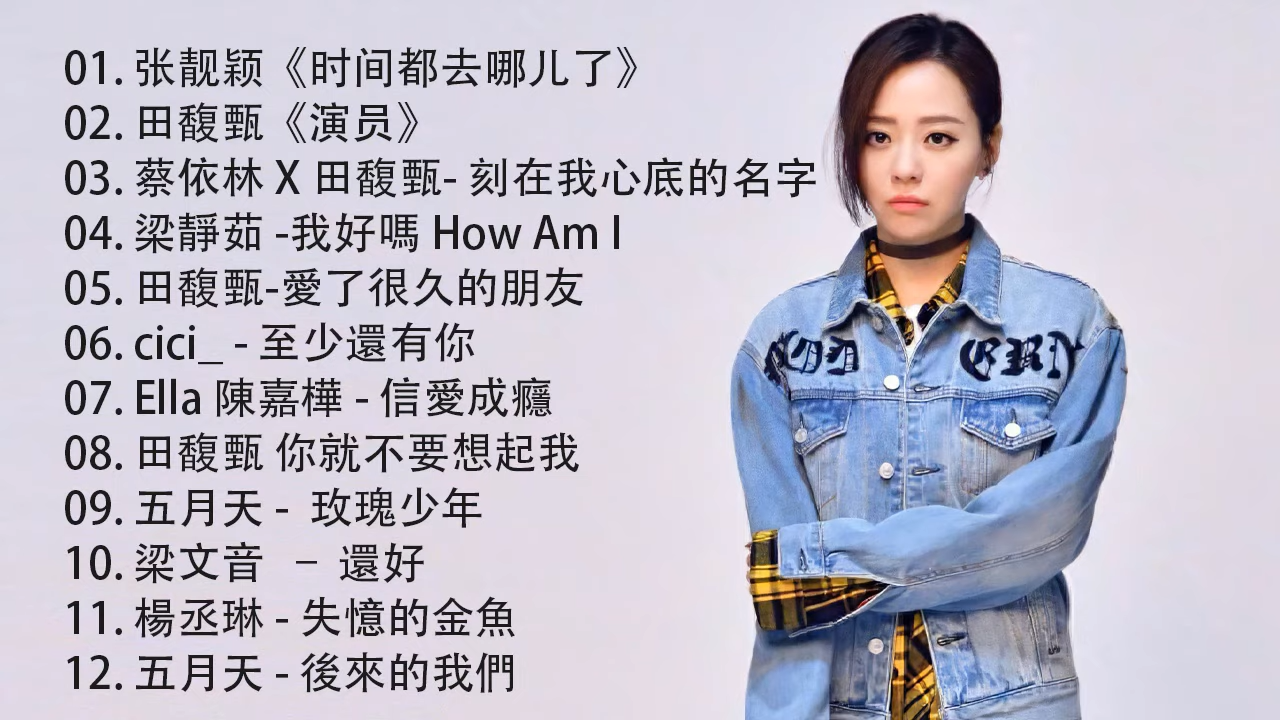 01. 张靓颖《时间都去哪儿了》
02. 田馥甄《演员》
03. 蔡依林 X 田馥甄- 刻在我心底的名字
04. 梁靜茹 -我好嗎 How Am I
05. 田馥甄-愛了很久的朋友
06. cici_ - 至少還有你
07. Ella 陳嘉樺 - 信愛成癮
08. 田馥甄 你就不要想起我
09. 五月天 - 玫瑰少年
10. 梁文音 – 還好
11. 楊丞琳 - 失憶的金魚
12. 五月天 - 後來的我們